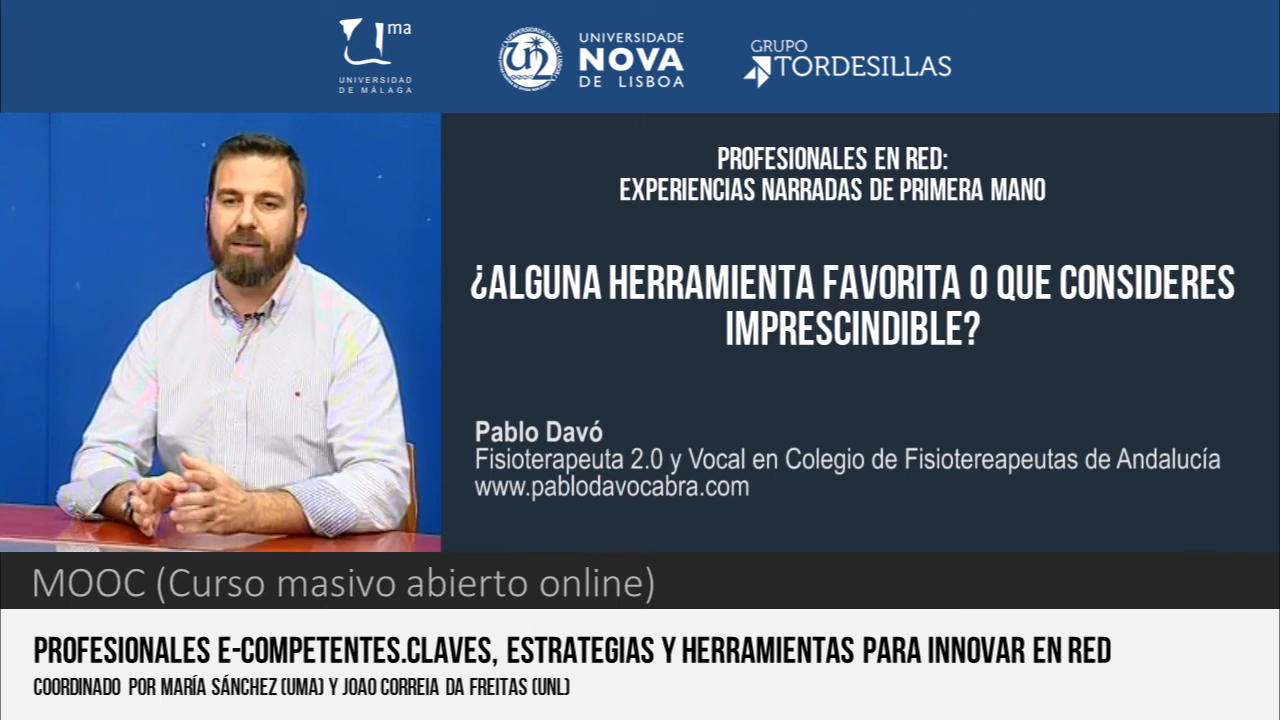 uma
UNIVERSIDAD
DE MÁLAGA
UNIVERSIDADE
NOVA
DE LISBOA
GRUPO
TORDESILLAS
PROFESIONALES EN RED:
EXPERIENCIAS NARRADAS DE PRIMERA MANO
¿ALGUNA HERRAMIENTA FAVORITA O QUE CONSIDERES
IMPRESCINDIBLE?
Pablo Davó
Fisioterapeuta 2.0 y Vocal en Colegio de Fisiotereapeutas de Andalucía
www.pablodavocabra.com
MOOC (Curso masivo abierto online)
PROFESIONALES E-COMPETENTES.CLAVES, ESTRATEGIAS Y HERRAMIENTAS PARA INNOVAR EN RED
COORDINADO POR MARÍA SÁNCHEZ (UMA) Y JOAO CORREIA DA FREITAS (UNL)